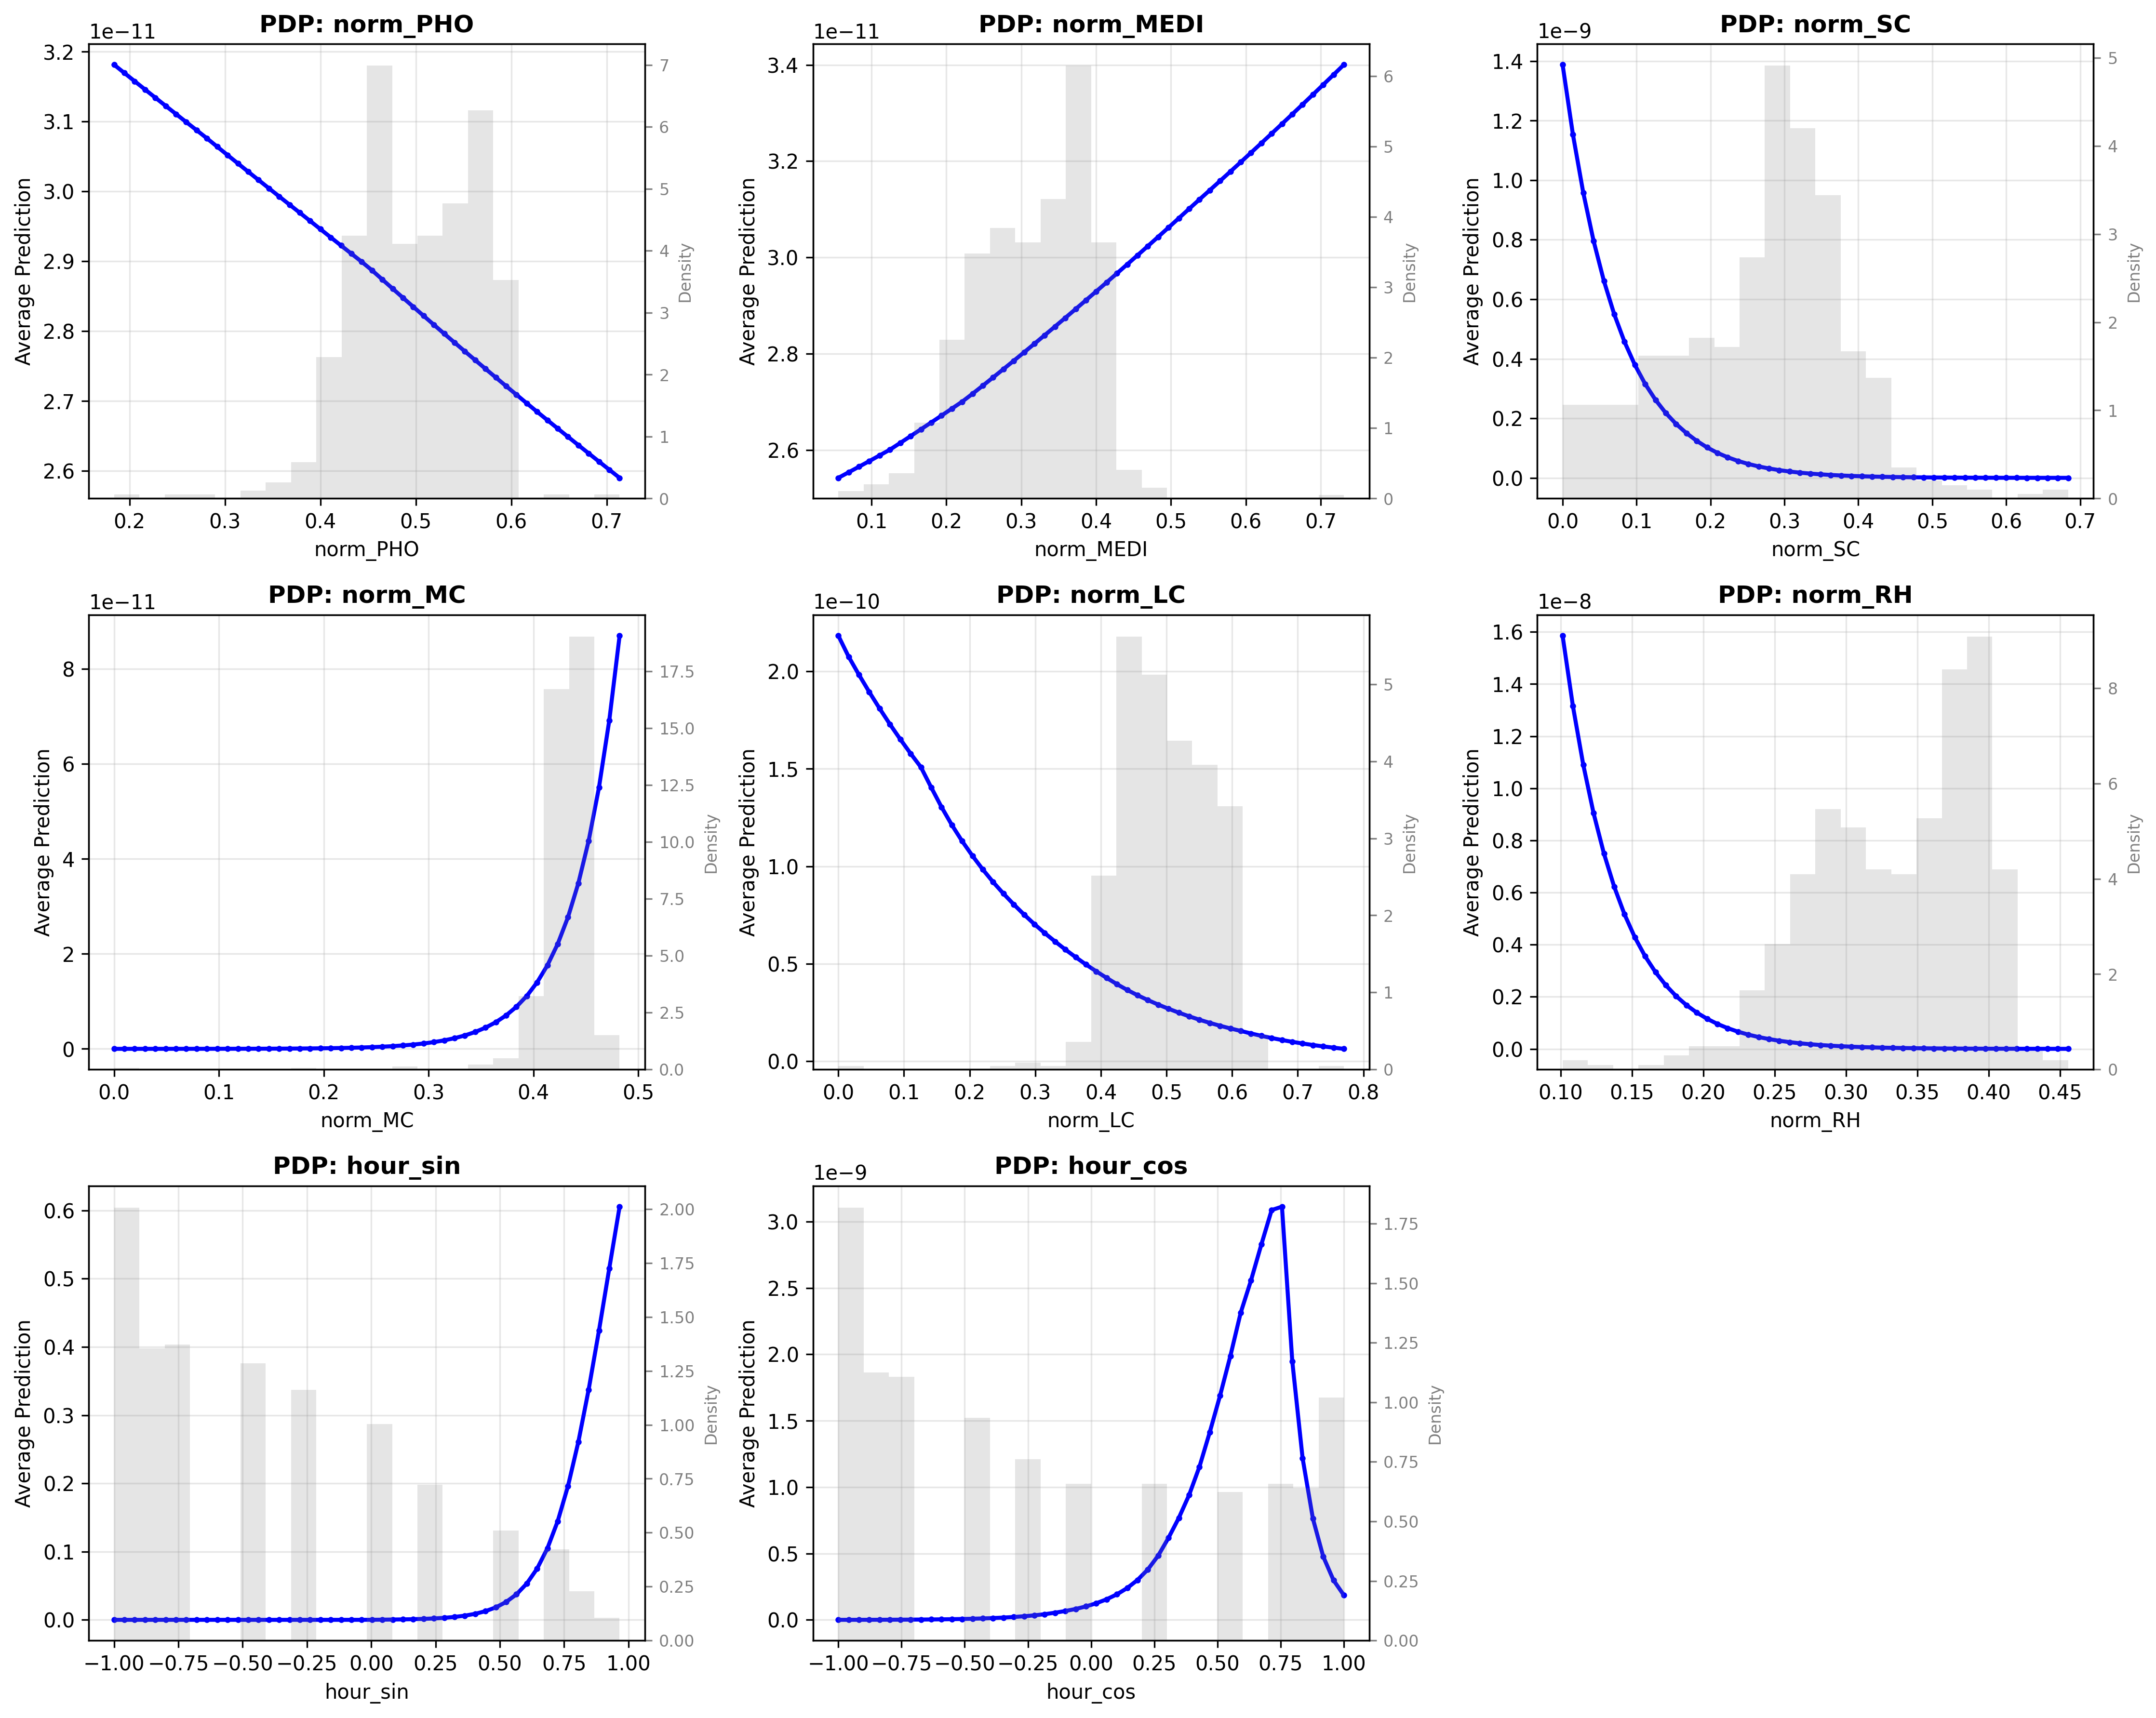 PDP: norm_PHO
1e−11
3.2
3.1
3.0
2.9
2.8
2.7
2.6
Average Prediction
7
6
5
4
3
2
1
0
Density
0.2 0.3 0.4 0.5 0.6 0.7
norm_PHO
PDP: norm_MEDI
1e−11
3.4
3.2
3.0
2.8
2.6
Average Prediction
6
5
4
3
2
1
0
Density
0.1 0.2 0.3 0.4 0.5 0.6 0.7
norm_MEDI
PDP: norm_SC
1e−9
1.4
1.2
1.0
0.8
0.6
0.4
0.2
0.0
Average Prediction
5
4
3
2
1
0
Density
0.0 0.1 0.2 0.3 0.4 0.5 0.6 0.7
norm_SC
PDP: norm_MC
1e−11
8
6
4
2
0
Average Prediction
17.5
15.0
12.5
10.0
7.5
5.0
2.5
0.0
Density
0.0 0.1 0.2 0.3 0.4 0.5
norm_MC
PDP: norm_LC
1e−10
2.0
1.5
1.0
0.5
0.0
Average Prediction
5
4
3
2
1
0
Density
0.0 0.1 0.2 0.3 0.4 0.5 0.6 0.7 0.8
norm_LC
PDP: norm_RH
1e−8
1.6
1.4
1.2
1.0
0.8
0.6
0.4
0.2
0.0
Average Prediction
8
6
4
2
0
Density
0.10 0.15 0.20 0.25 0.30 0.35 0.40 0.45
norm_RH
PDP: hour_sin
0.6
0.5
0.4
0.3
0.2
0.1
0.0
Average Prediction
2.00
1.75
1.50
1.25
1.00
0.75
0.50
0.25
0.00
Density
−1.00 −0.75 −0.50 −0.25 0.00 0.25 0.50 0.75 1.00
hour_sin
PDP: hour_cos
1e−9
3.0
2.5
2.0
1.5
1.0
0.5
0.0
Average Prediction
1.75
1.50
1.25
1.00
0.75
0.50
0.25
0.00
Density
−1.00 −0.75 −0.50 −0.25 0.00 0.25 0.50 0.75 1.00
hour_cos